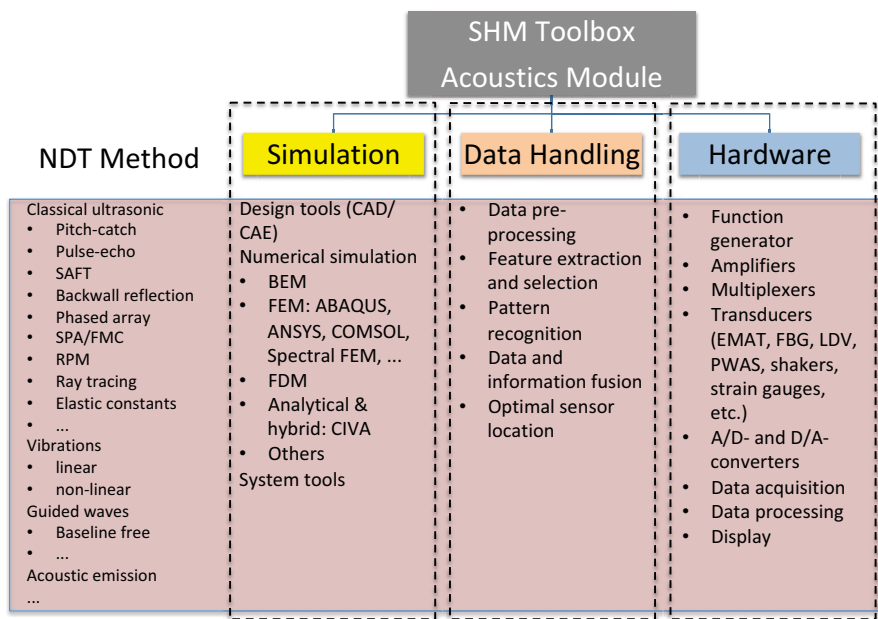 SHM Toolbox
Acoustics Module
NDT Method
Simulation
Data Handling
Hardware
Classical ultrasonic
• Pitch-catch
• Pulse-echo
• SAFT
• Backwall reflection
• Phased array
• SPA/FMC
• RPM
• Ray tracing
• Elastic constants
• ...
Vibrations
• linear
• non-linear
Guided waves
• Baseline free
• ...
Acoustic emission
...
Design tools (CAD/
CAE)
Numerical simulation
• BEM
• FEM: ABAQUS,
ANSYS, COMSOL,
Spectral FEM, ...
• FDM
• Analytical &
hybrid: CIVA
• Others
System tools
• Data pre-
processing
• Feature extraction
and selection
• Pattern
recognition
• Data and
information fusion
• Optimal sensor
location
• Function
generator
• Amplifiers
• Multiplexers
• Transducers
(EMAT, FBG, LDV,
PWAS, shakers,
strain gauges,
etc.)
• A/D- and D/A-
converters
• Data acquisition
• Data processing
• Display